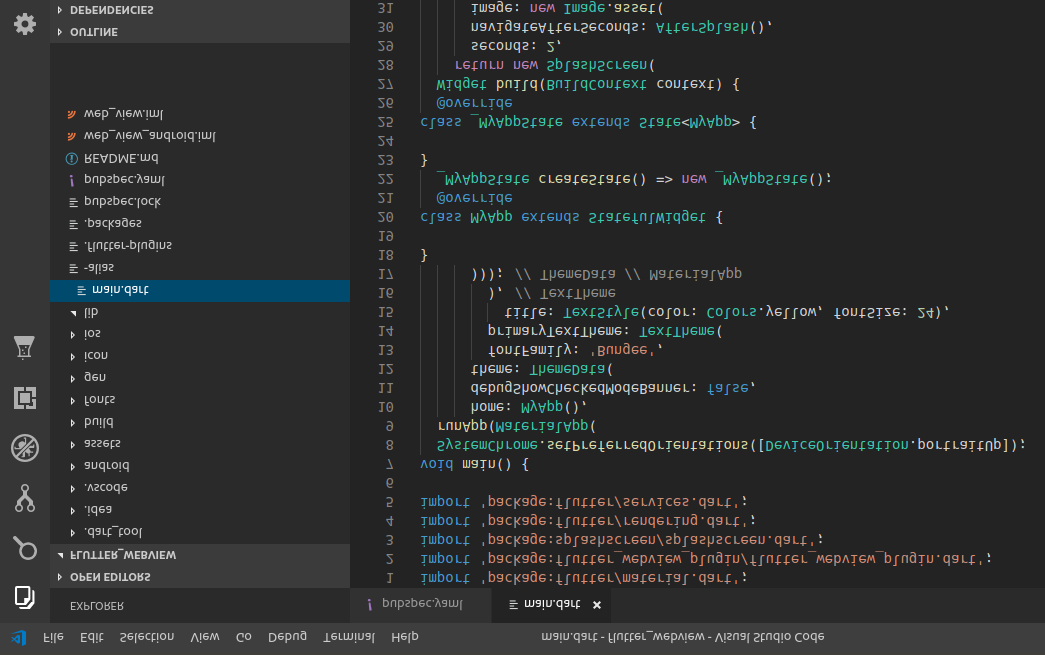 File Edit Selection View Go Debug Terminal Help
main.dart - flutter_webview - Visual Studio Code
EXPLORER
OPEN EDITORS
FLUTTER_WEBVIEW
.dart_tool
.idea
.vscode
android
assets
build
fonts
gen
icon
ios
lib
main.dart
-alias
.flutter-plugins
.packages
pubspec.lock
pubspec.yaml
README.md
web_view_android.iml
web_view.iml
OUTLINE
DEPENDENCIES
! pubspec.yaml
main.dart ×
1 import 'package:flutter/material.dart';
2 import 'package:flutter_webview_plugin/flutter_webview_plugin.dart';
3 import 'package:splashscreen/splashscreen.dart';
4 import 'package:flutter/rendering.dart';
5 import 'package:flutter/services.dart';
6
7 void main() {
8 SystemChrome.setPreferredOrientations([DeviceOrientation.portraitUp]);
9 runApp(MaterialApp(
10 home: MyApp(),
11 debugShowCheckedModeBanner: false,
12 theme: ThemeData(
13 fontFamily: 'Bungee',
14 primaryTextTheme: TextTheme(
15 title: TextStyle(color: Colors.yellow, fontSize: 24),
16 ), // TextTheme
17 ))); // ThemeData // MaterialApp
18 }
19
20 class MyApp extends StatefulWidget {
21 @override
22 _MyAppState createState() => new _MyAppState();
23 }
24
25 class _MyAppState extends State<MyApp> {
26 @override
27 Widget build(BuildContext context) {
28 return new SplashScreen(
29 seconds: 2,
30 navigateAfterSeconds: AfterSplash(),
31 image: new Image.asset(